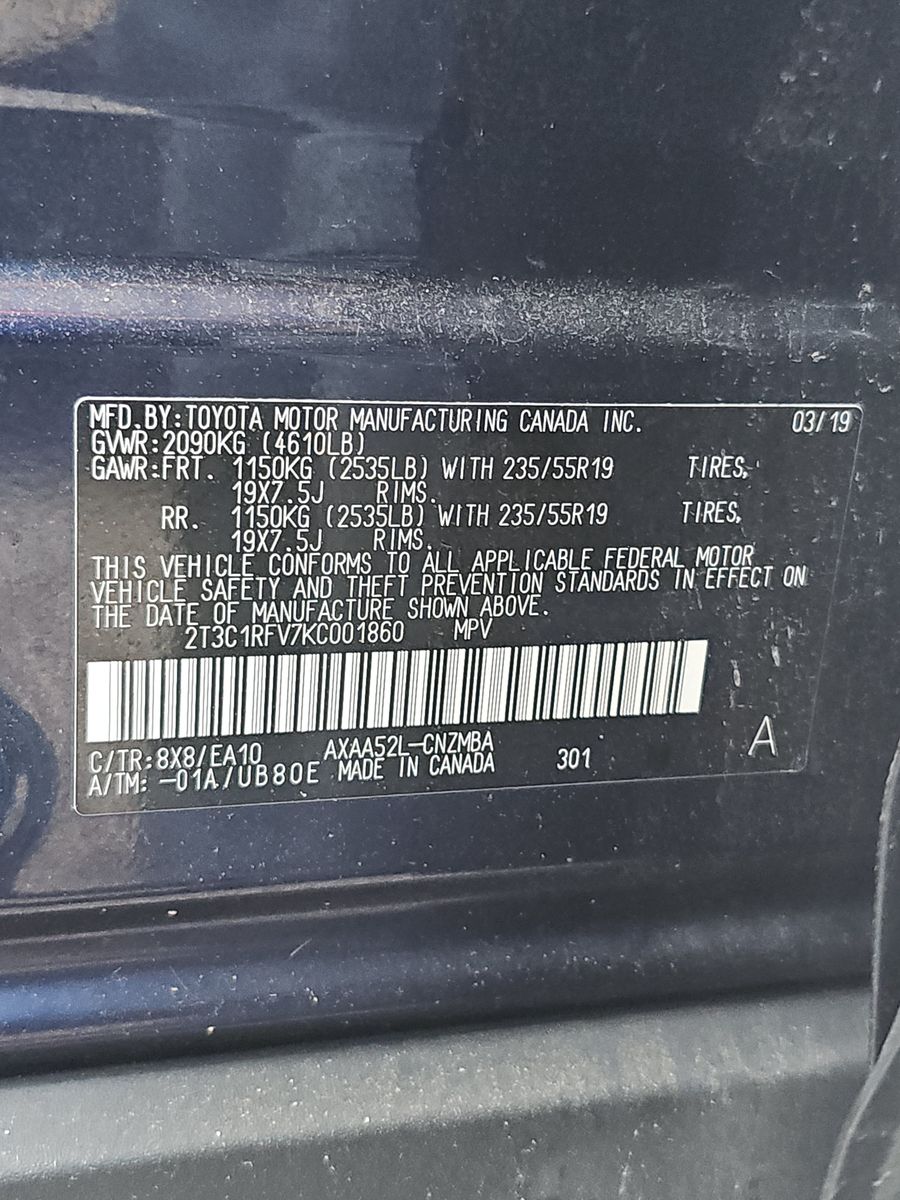 MFD.BY:TOYOTA MOTOR MANUFACTURING CANADA INC. 03/19
GVWR:2090KG (4610LB)
GAWR:FRT. 1150KG (2535LB) WITH 235/55R19 TIRES,
19X7.5J RIMS.
RR. 1150KG (2535LB) WITH 235/55R19 TIRES,
19X7.5J RIMS.
THIS VEHICLE CONFORMS TO ALL APPLICABLE FEDERAL MOTOR
VEHICLE SAFETY AND THEFT PREVENTION STANDARDS IN EFFECT ON
THE DATE OF MANUFACTURE SHOWN ABOVE.
2T3C1RFV7KC001860 MPV
C/TR:8X8/EA10 AXAA52L-CNZMBA 301 A
A/TM: -01A/UB80E MADE IN CANADA